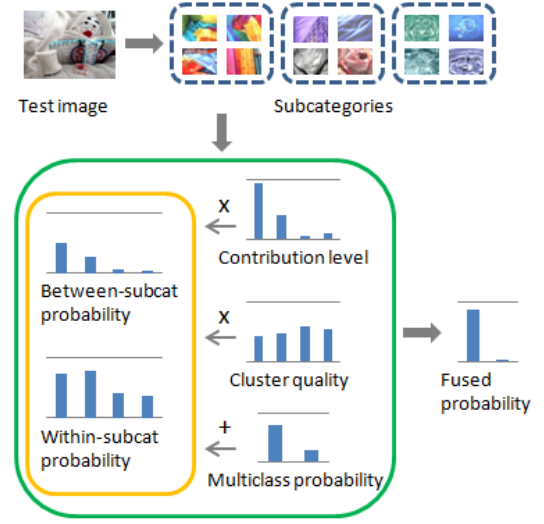 Test image
Subcategories
x
Contribution level
Between-subcat
probability
x
Cluster quality
Fused
probability
Within-subcat
probability
+
Multiclass probability